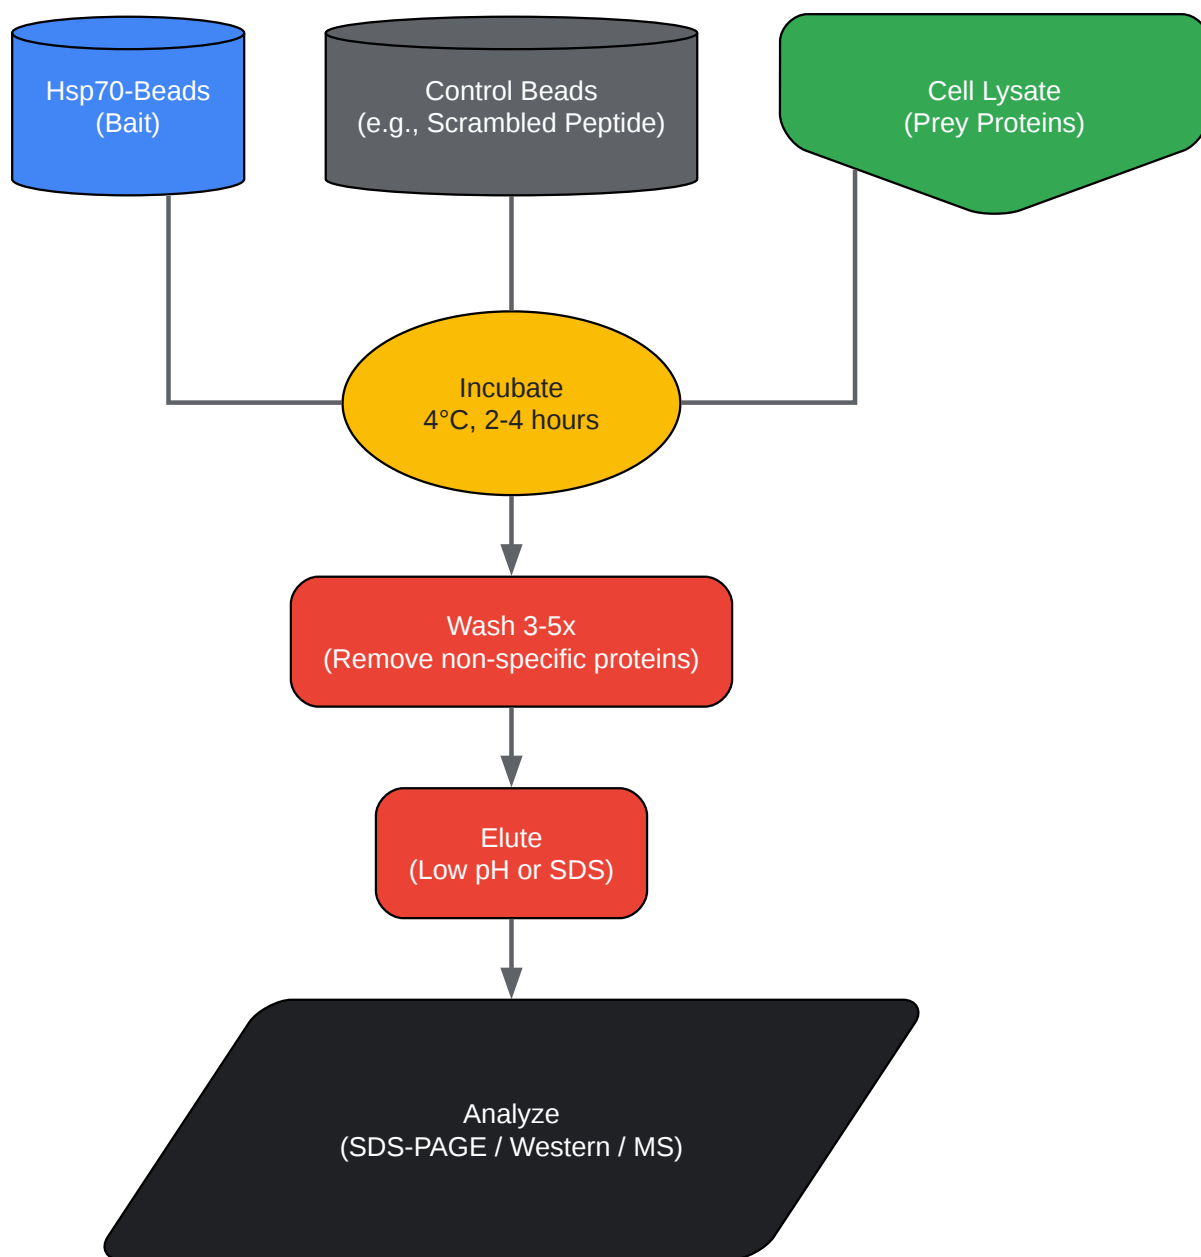 Hsp70-Beads
(Bait)
Control Beads
(e.g., Scrambled Peptide)
Cell Lysate
(Prey Proteins)
Incubate
4°C, 2-4 hours
Wash 3-5x
(Remove non-specific proteins)
Elute
(Low pH or SDS)
Analyze
(SDS-PAGE / Western / MS)